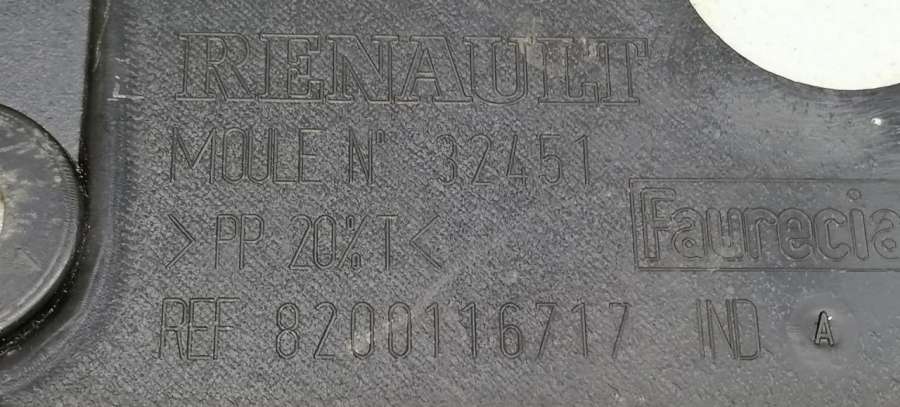 RENAULT
MOULE N° 32451
>PP 20% T<
Faurecia
REF 8200116717 IND A